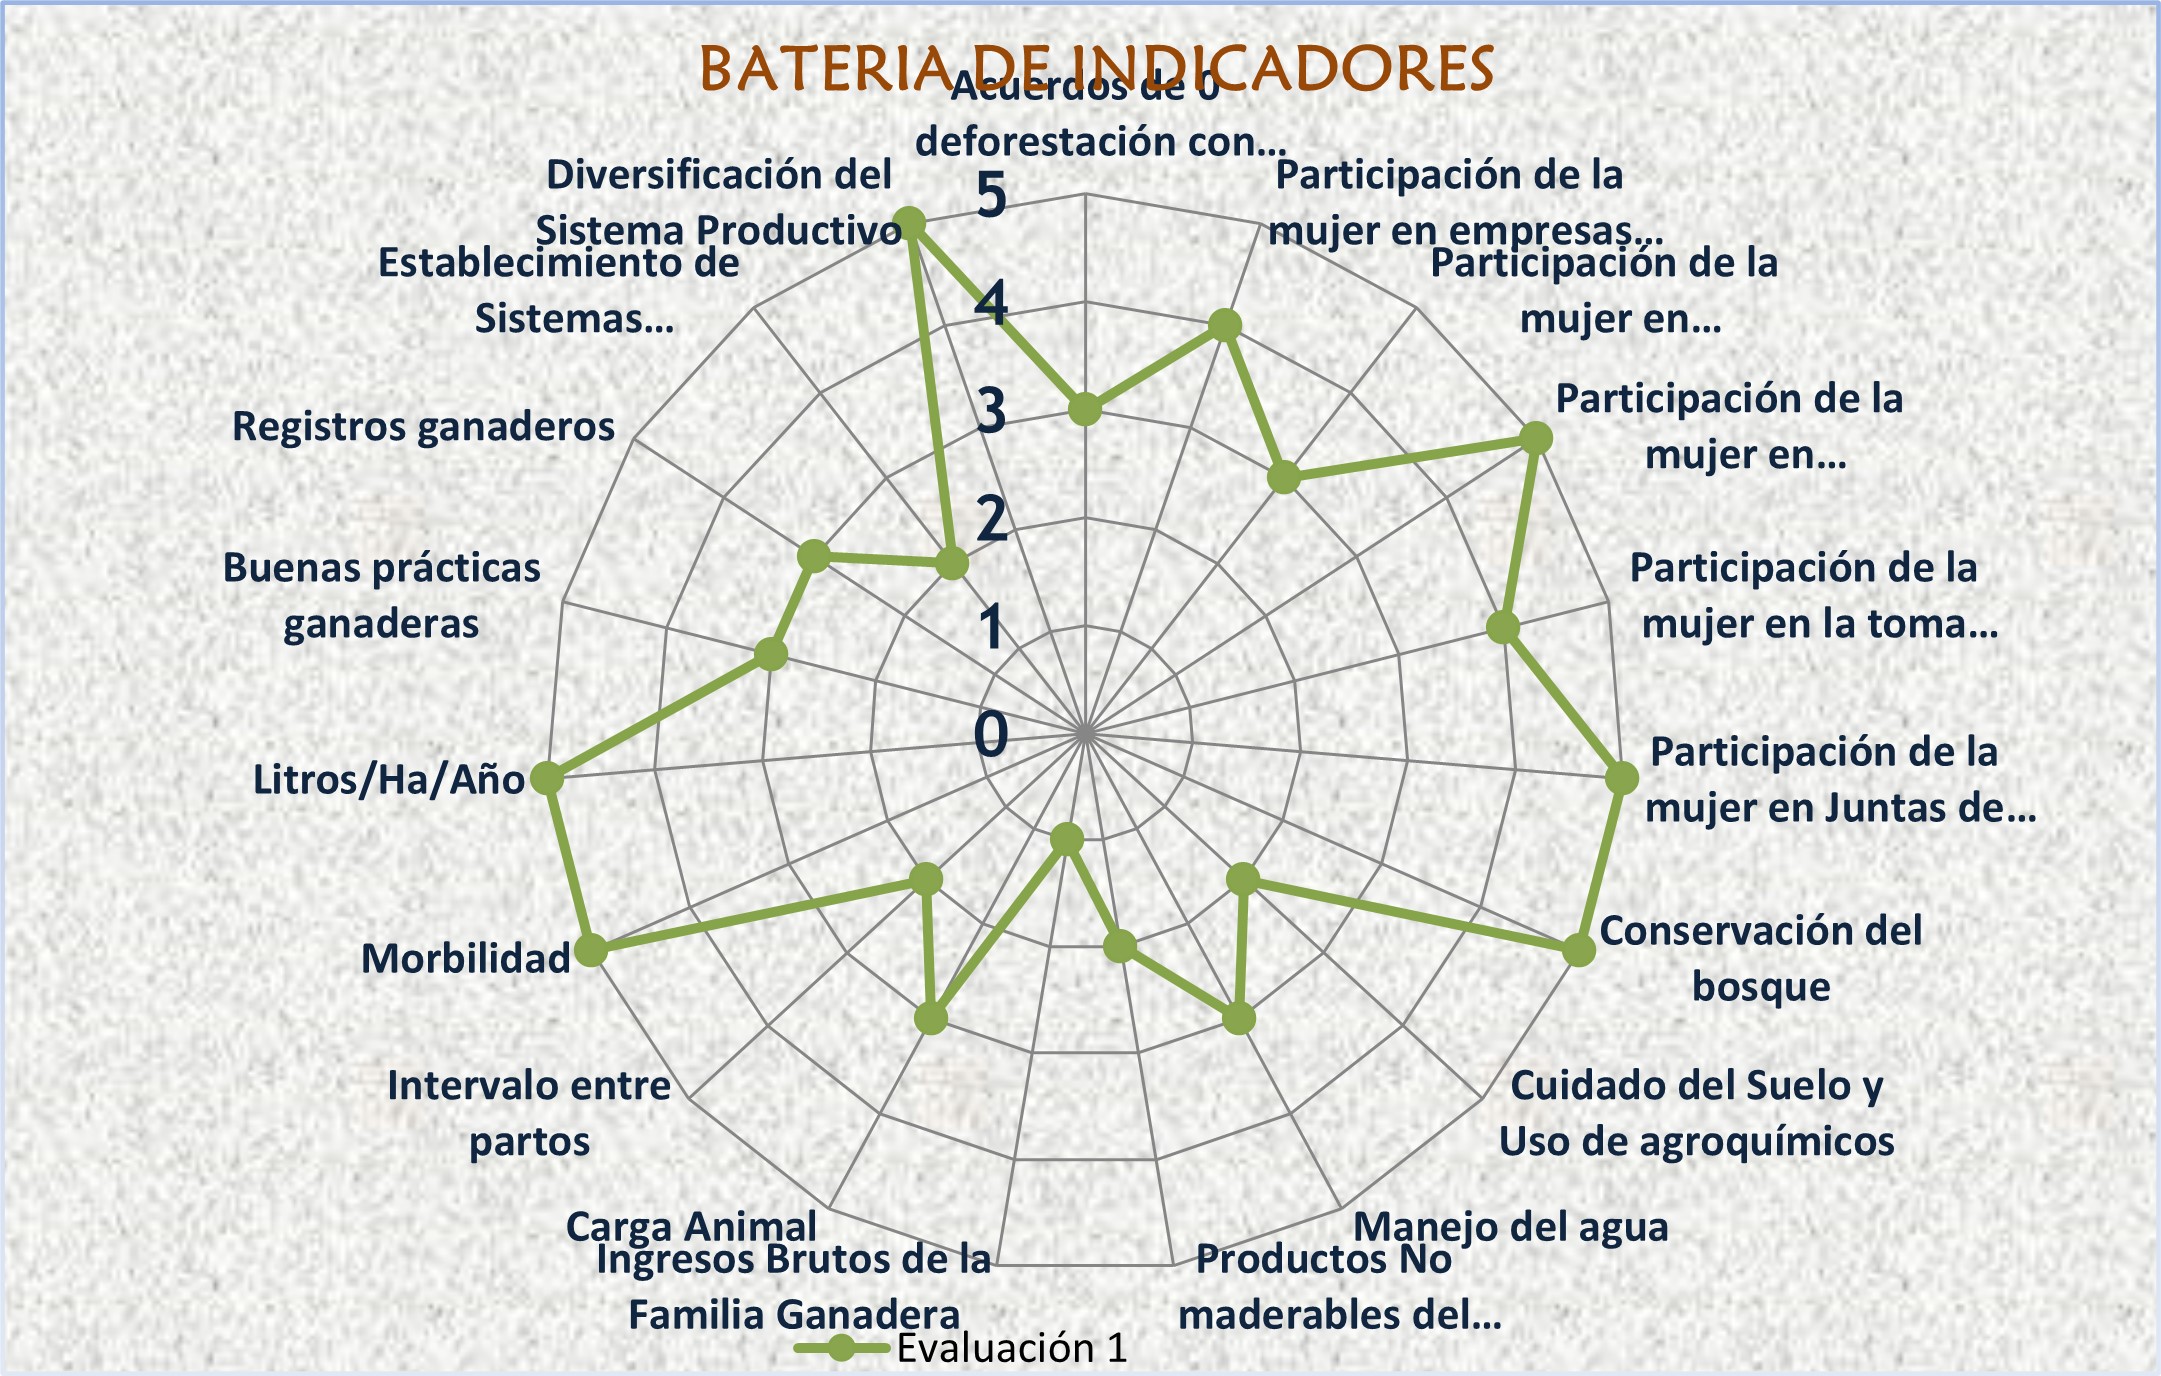 BATERIA DE INDICADORES
Acuerdos de 0
deforestación con...
Participación de la
mujer en empresas...
Participación de la
mujer en...
Participación de la
mujer en...
Participación de la
mujer en la toma...
Participación de la
mujer en Juntas de...
Conservación del
bosque
Cuidado del Suelo y
Uso de agroquímicos
Manejo del agua
Productos No
maderables del...
Ingresos Brutos de la
Familia Ganadera
Carga Animal
Intervalo entre
partos
Morbilidad
Litros/Ha/Año
Buenas prácticas
ganaderas
Registros ganaderos
Establecimiento de
Sistemas...
Diversificación del
Sistema Productivo
5
4
3
2
1
0
Evaluación 1